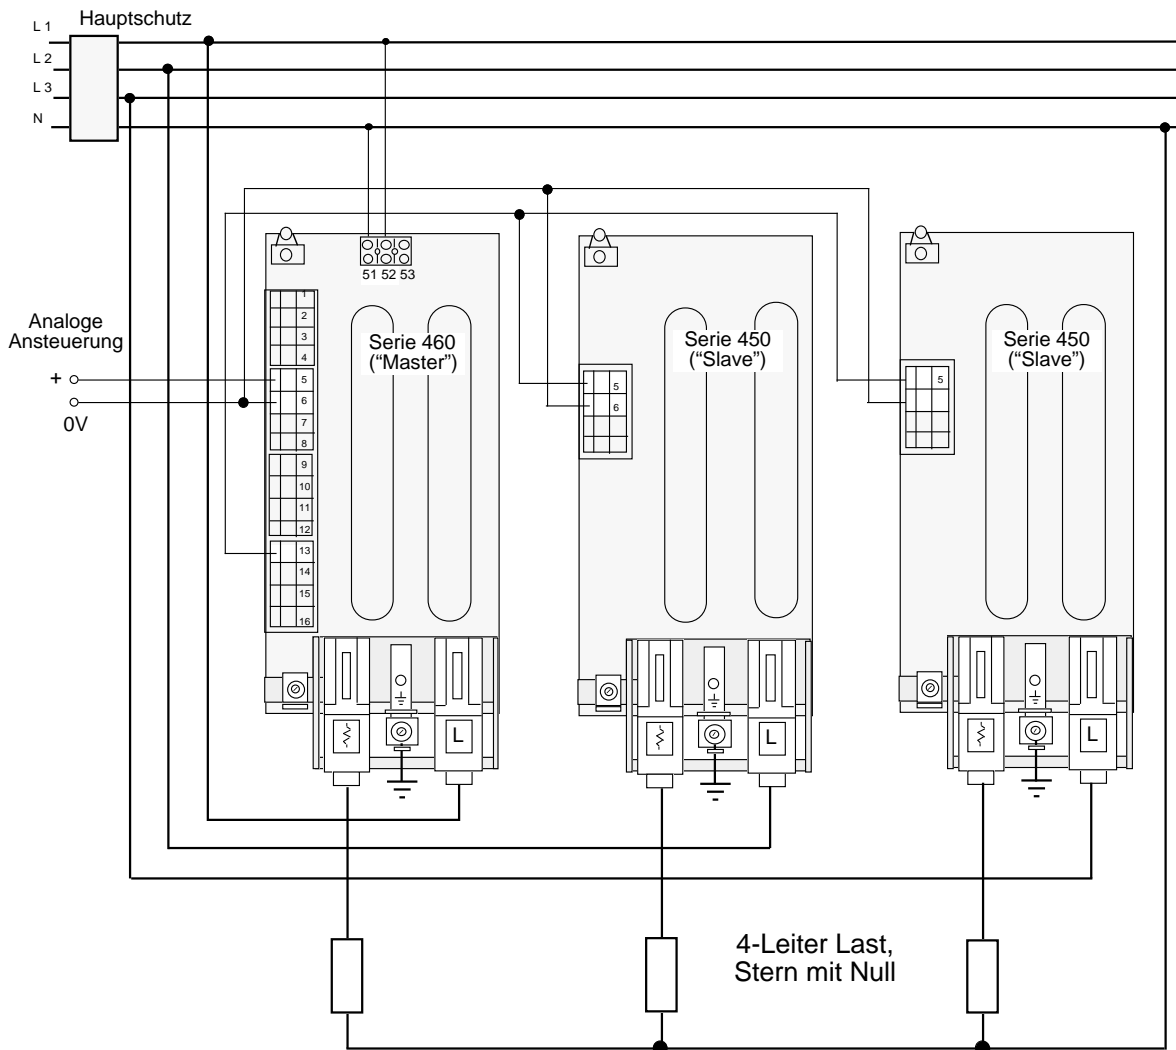 Hauptschutz
L 1
L 2
L 3
N
51 52 53
Analoge
Ansteuerung
+
0V
1
2
3
4
5
6
7
8
9
10
11
12
13
14
15
16
Serie 460
(“Master”)
5
6
Serie 450
(“Slave”)
5
Serie 450
(“Slave”)
L
L
L
4-Leiter Last,
Stern mit Null